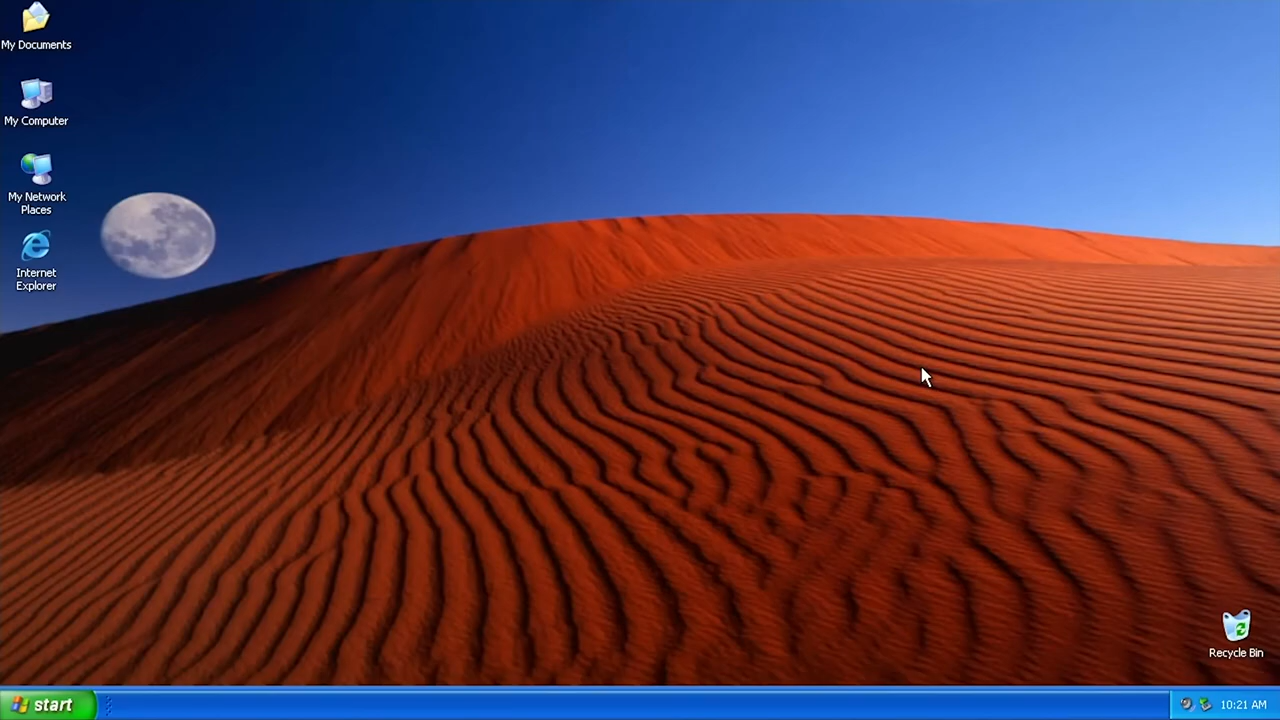 My Documents
My Computer
My Network
Places
Internet
Explorer
Recycle Bin
start
10:21 AM